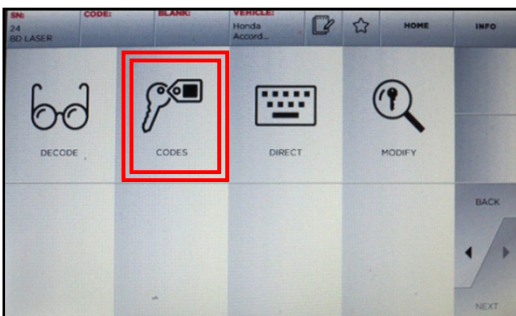 SN:
24
BD LASER
CODE:
BLANK:
VEHICLE:
Honda
Accord...
HOME
INFO
DECODE
CODES
DIRECT
MODIFY
BACK
NEXT